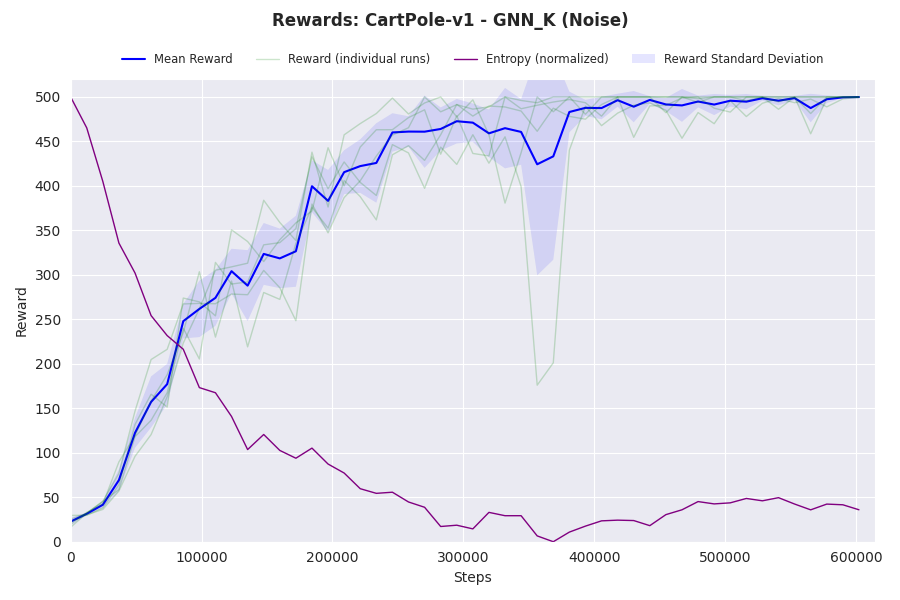 Rewards: CartPole-v1 - GNN_K (Noise)
Mean Reward
Reward (individual runs)
Entropy (normalized)
Reward Standard Deviation
500
450
400
350
300
250
200
150
100
50
0
Reward
0
100000
200000
300000
400000
500000
600000
Steps